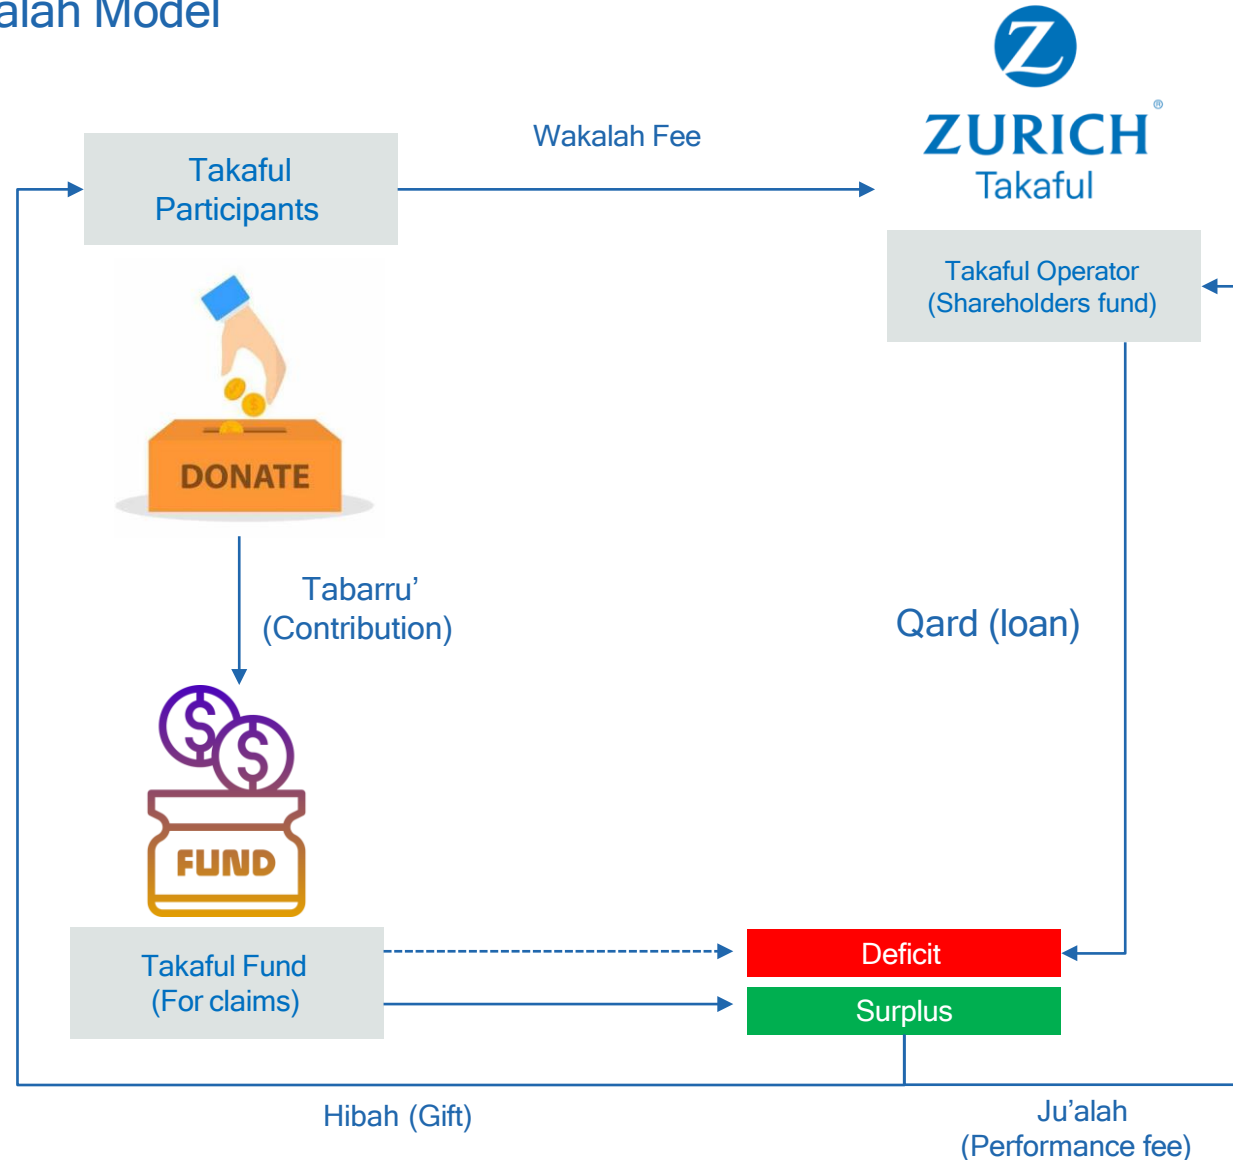 Model
Z
ZURICH®
Takaful
Wakalah Fee
Takaful
Participants
Takaful Operator
(Shareholders fund)
DONATE
Tabarru’
(Contribution)
Qard (loan)
$
$
FUND
Takaful Fund
(For claims)
Deficit
Surplus
Hibah (Gift)
Ju’alah
(Performance fee)